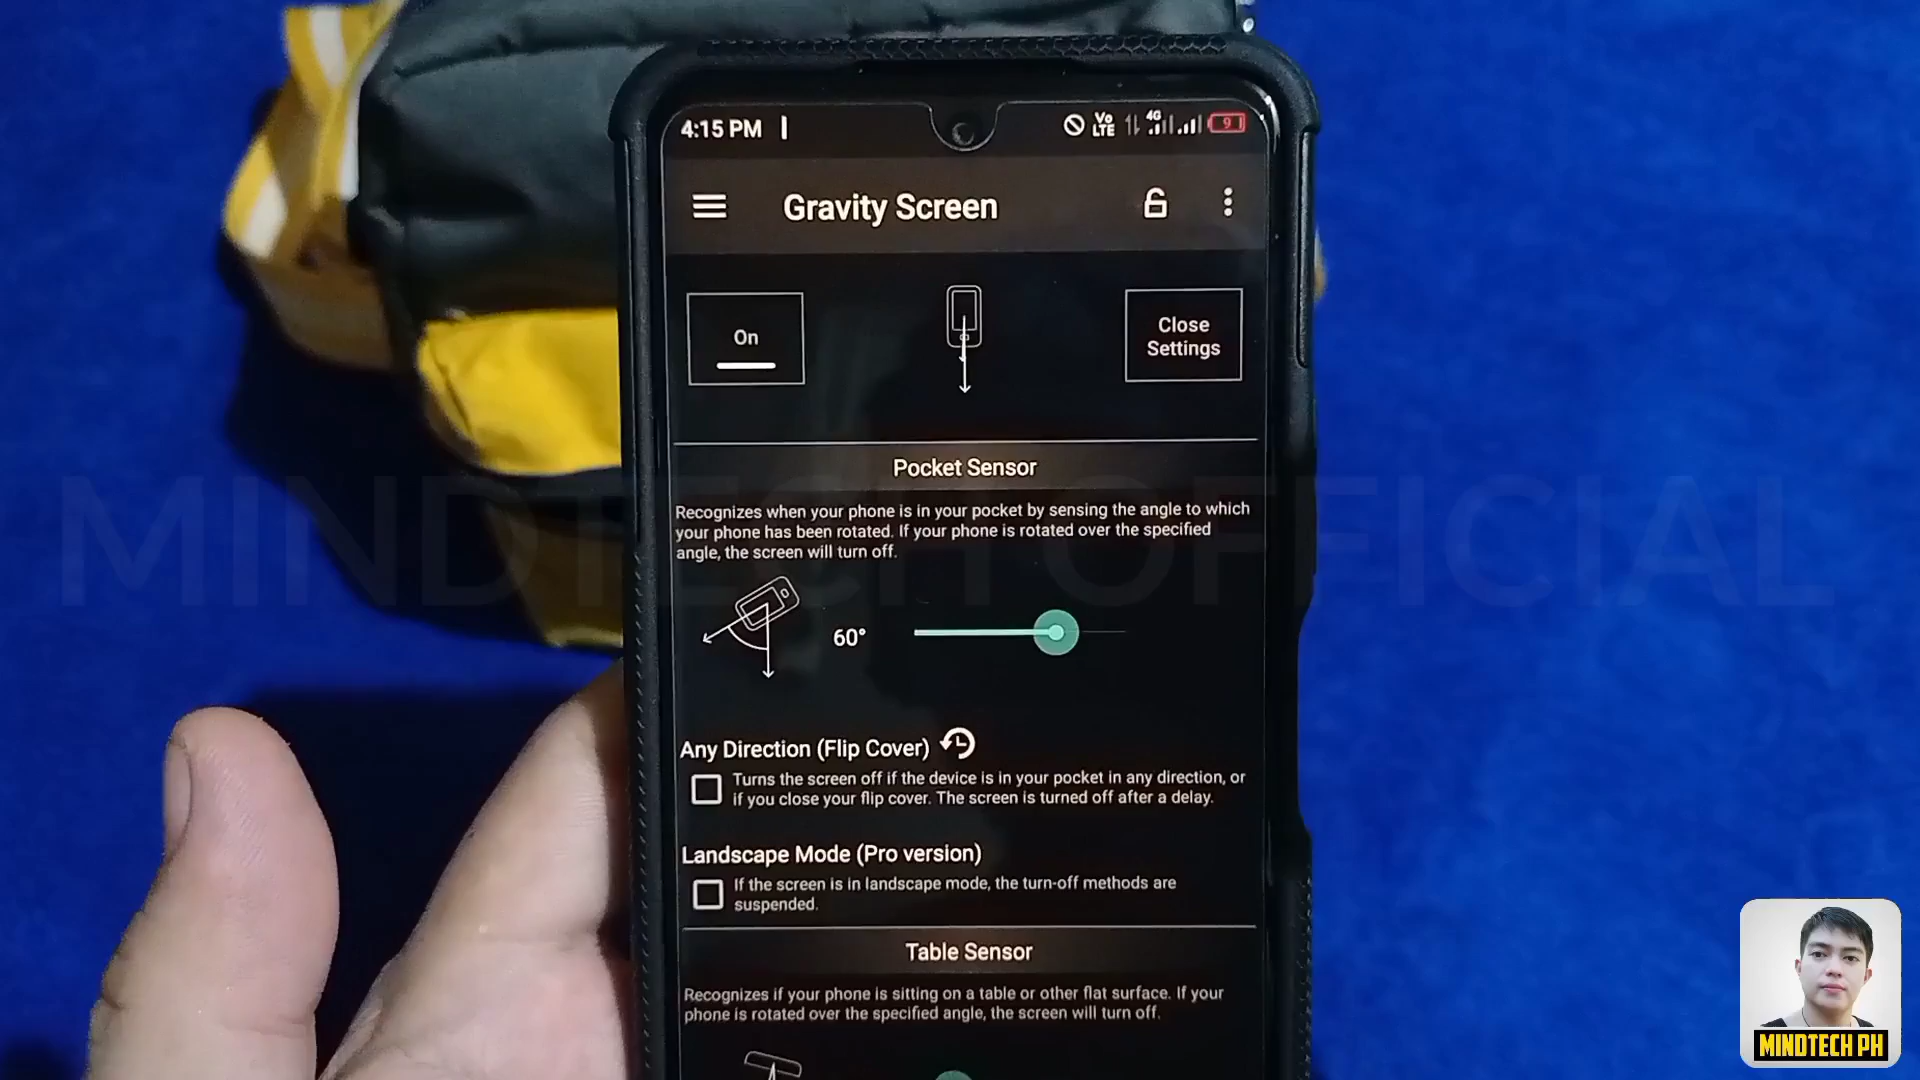 4:15 PM
Vo
LTE
4G
9
Gravity Screen
On
Close
Settings
Pocket Sensor
Recognizes when your phone is in your pocket by sensing the angle to which
your phone has been rotated. If your phone is rotated over the specified
angle, the screen will turn off.
60°
Any Direction (Flip Cover)
Turns the screen off if the device is in your pocket in any direction, or
if you close your flip cover. The screen is turned off after a delay.
Landscape Mode (Pro version)
If the screen is in landscape mode, the turn-off methods are
suspended.
Table Sensor
Recognizes if your phone is sitting on a table or other flat surface. If your
phone is rotated over the specified angle, the screen will turn off.
MINDTECH OFFICIAL
MINDTECH PH